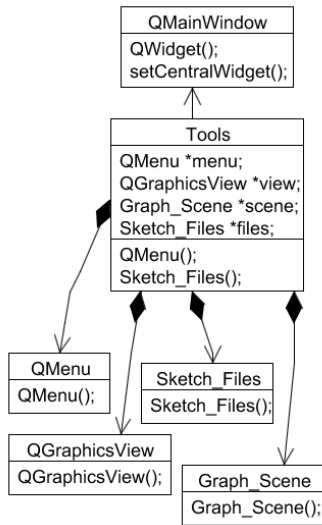 QMainWindow
QWidget();
setCentralWidget();
Tools
QMenu *menu;
QGraphicsView *view;
Graph_Scene *scene;
Sketch_Files *files;
QMenu();
Sketch_Files();
QMenu
QMenu();
Sketch_Files
Sketch_Files();
QGraphicsView
QGraphicsView();
Graph_Scene
Graph_Scene();